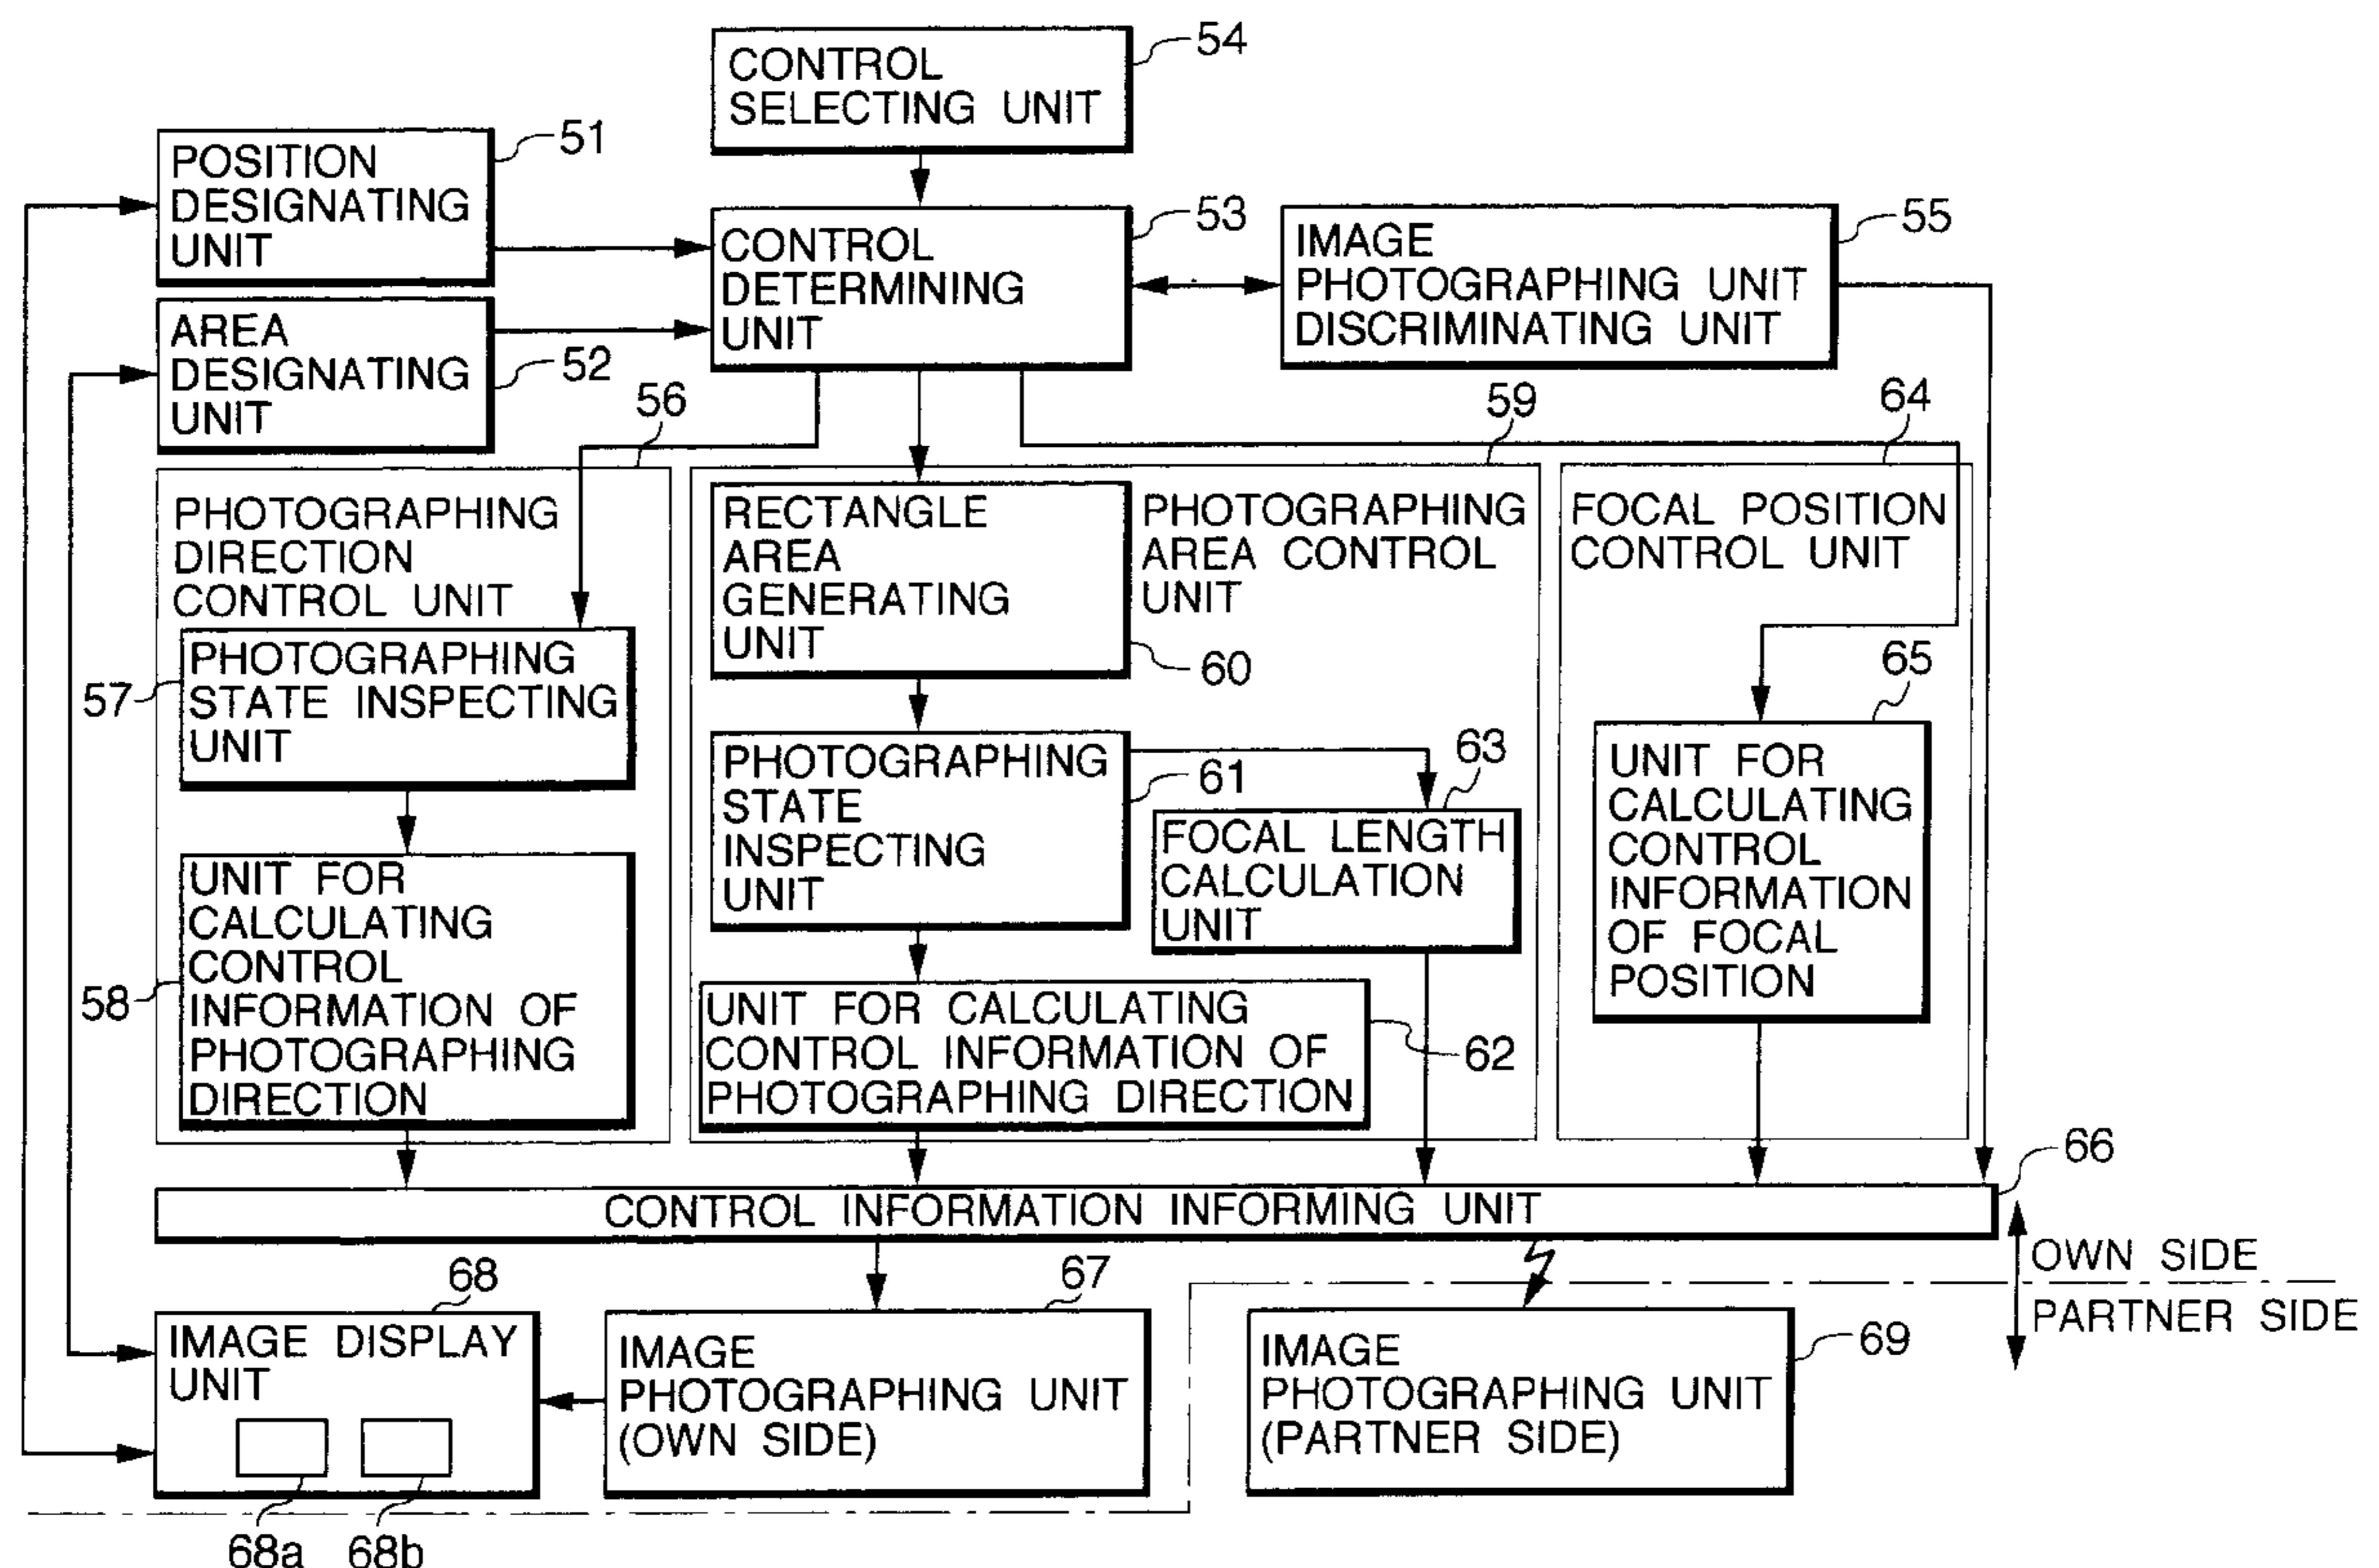 54
CONTROL
SELECTING UNIT
51
POSITION
DESIGNATING
UNIT
53
CONTROL
DETERMINING
UNIT
55
IMAGE
PHOTOGRAPHING UNIT
DISCRIMINATING UNIT
AREA
DESIGNATING
UNIT
52
56
59
64
PHOTOGRAPHING
DIRECTION
CONTROL UNIT
RECTANGLE
AREA
GENERATING
UNIT
60
PHOTOGRAPHING
AREA CONTROL
UNIT
FOCAL POSITION
CONTROL UNIT
57
PHOTOGRAPHING
STATE INSPECTING
UNIT
PHOTOGRAPHING
STATE
INSPECTING
UNIT
61
63
FOCAL LENGTH
CALCULATION
UNIT
65
UNIT FOR
CALCULATING
CONTROL
INFORMATION
OF FOCAL
POSITION
58
UNIT FOR
CALCULATING
CONTROL
INFORMATION OF
PHOTOGRAPHING
DIRECTION
UNIT FOR CALCULATING
CONTROL INFORMATION OF
PHOTOGRAPHING DIRECTION
62
66
CONTROL INFORMATION INFORMING UNIT
OWN SIDE
PARTNER SIDE
68
IMAGE DISPLAY
UNIT
68a
68b
67
IMAGE
PHOTOGRAPHING UNIT
(OWN SIDE)
69
IMAGE
PHOTOGRAPHING UNIT
(PARTNER SIDE)